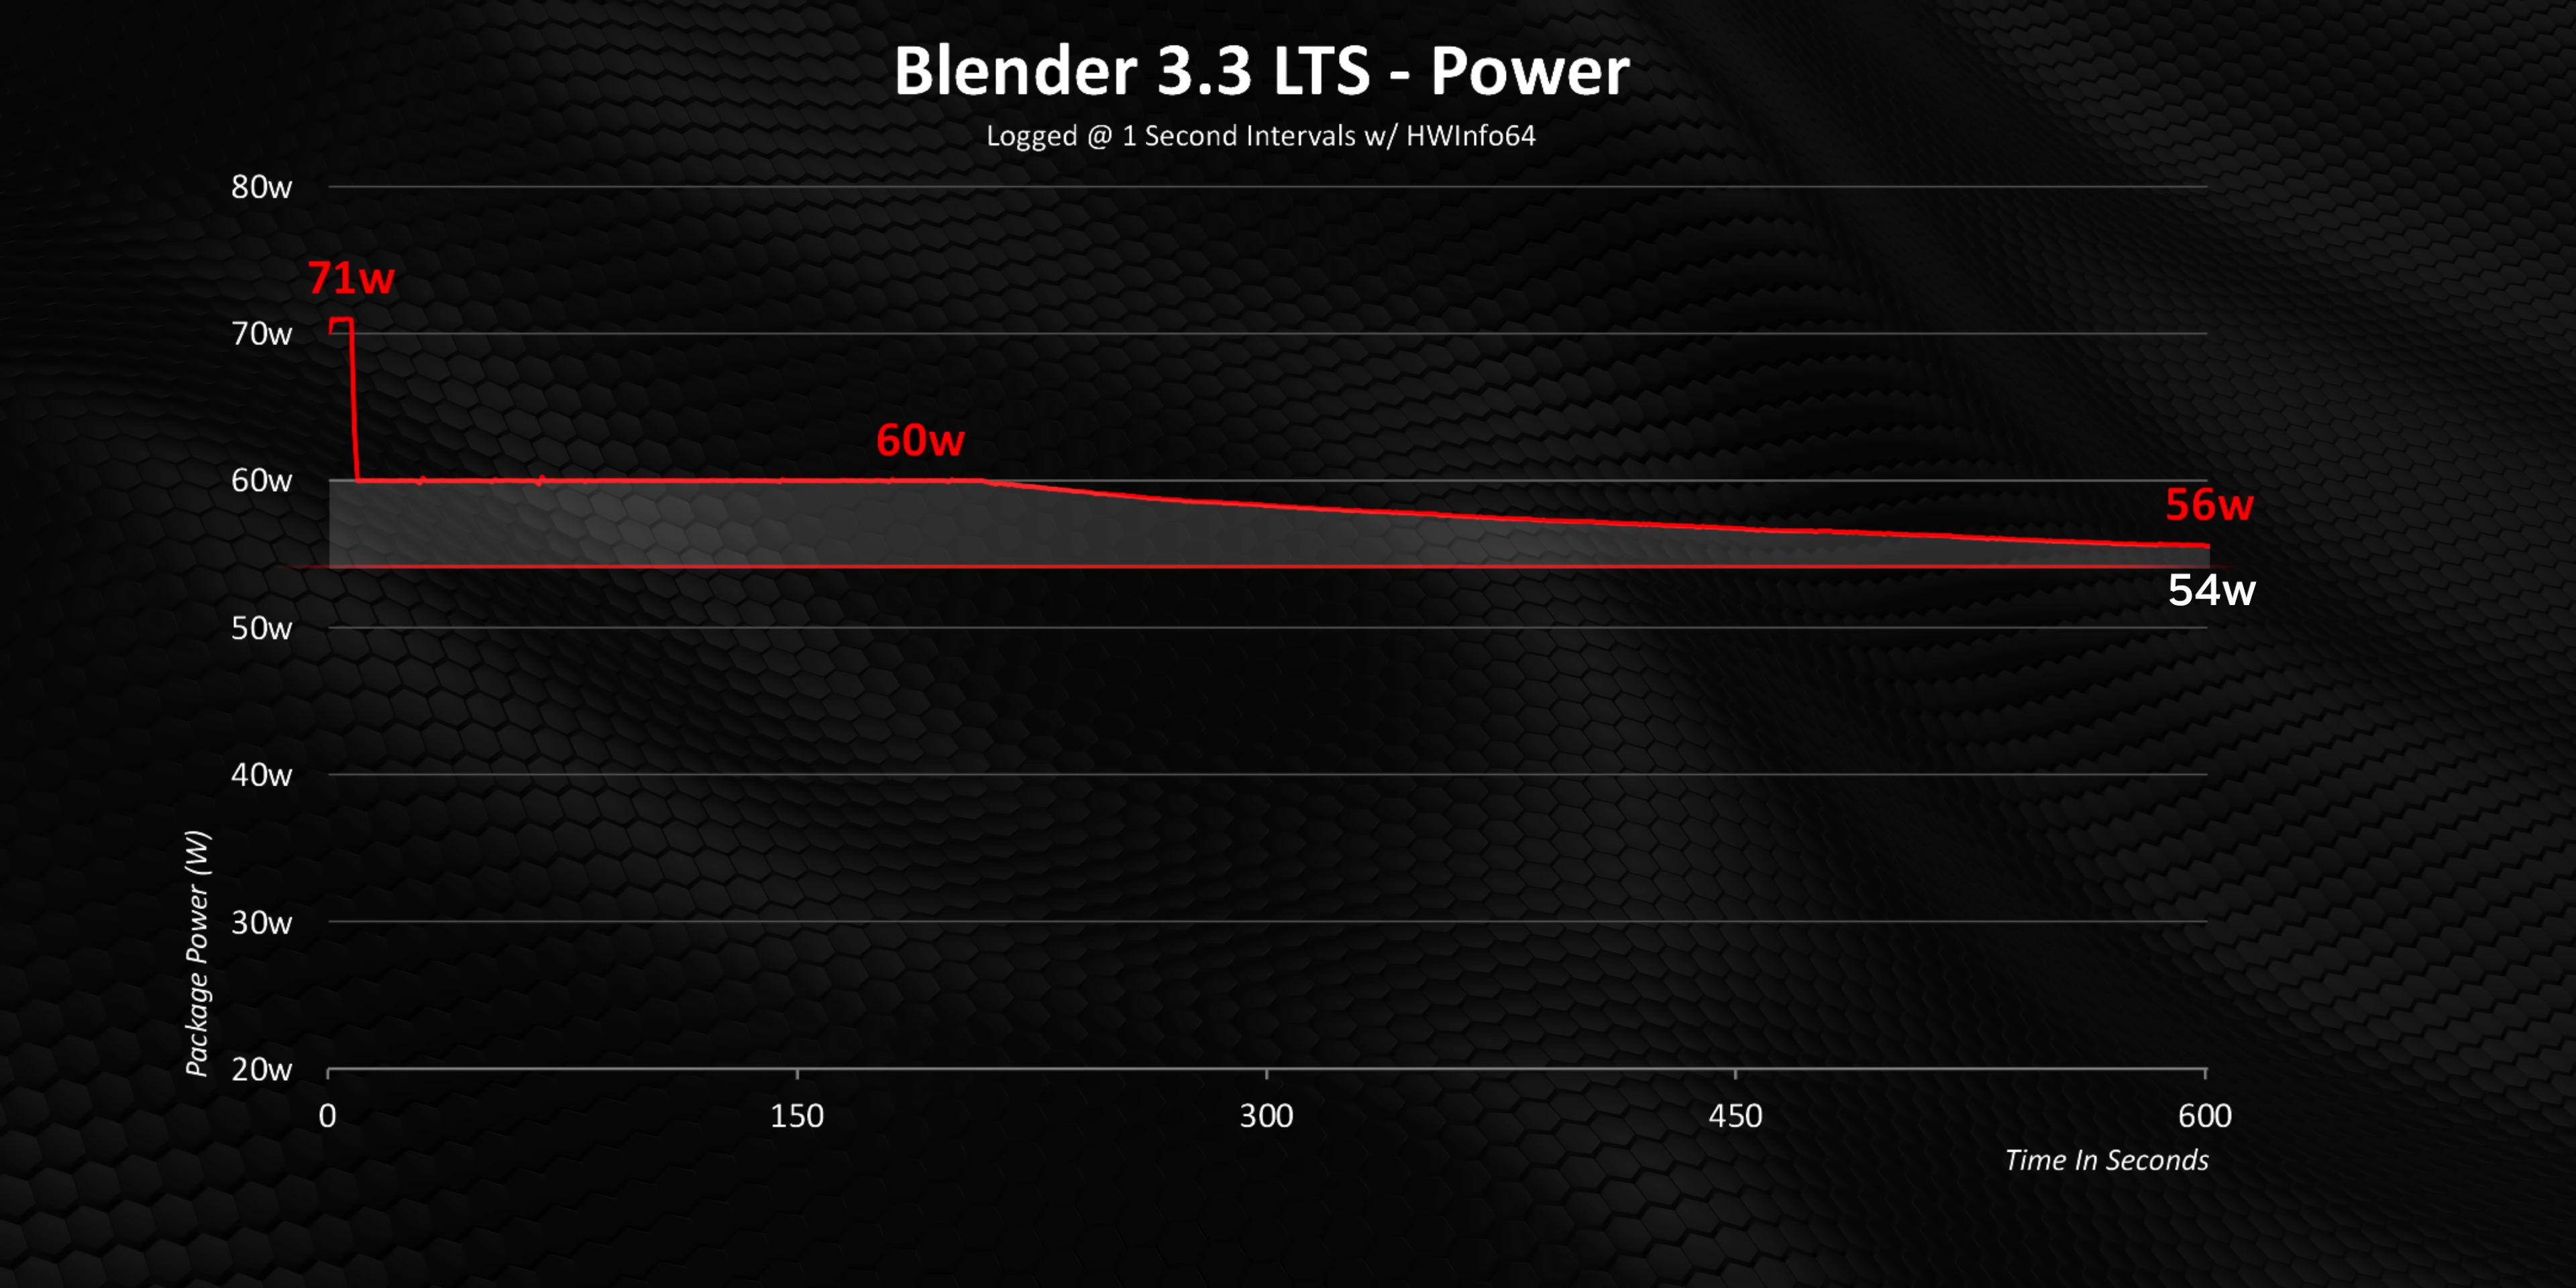 Blender 3.3 LTS - Power
Logged @ 1 Second Intervals w/ HWInfo64
80w
71w
70w
60w
60w
56w
54w
50w
40w
30w
Package Power (W)
20w
0 150 300 450 600
Time In Seconds